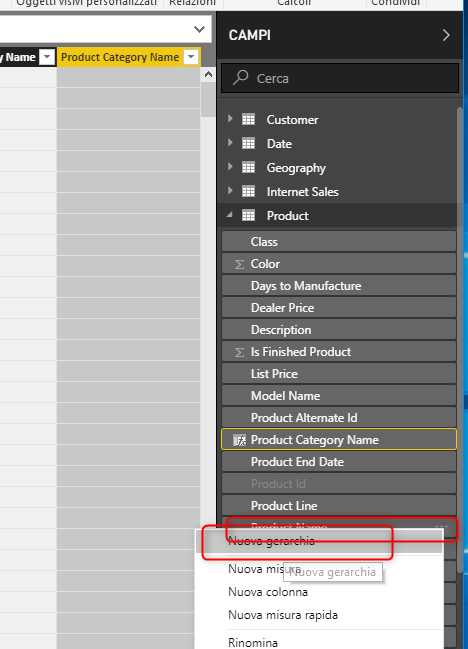 Oggetti visivi personalizzati Relazioni Calcoli Condividi
y Name Product Category Name
CAMPI
Cerca
Customer
Date
Geography
Internet Sales
Product
Class
Color
Days to Manufacture
Dealer Price
Description
Is Finished Product
List Price
Model Name
Product Alternate Id
Product Category Name
Product End Date
Product Id
Product Line
Product Name
Nuova gerarchia
Nuova misura
Nuova gerarchia
Nuova colonna
Nuova misura rapida
Rinomina